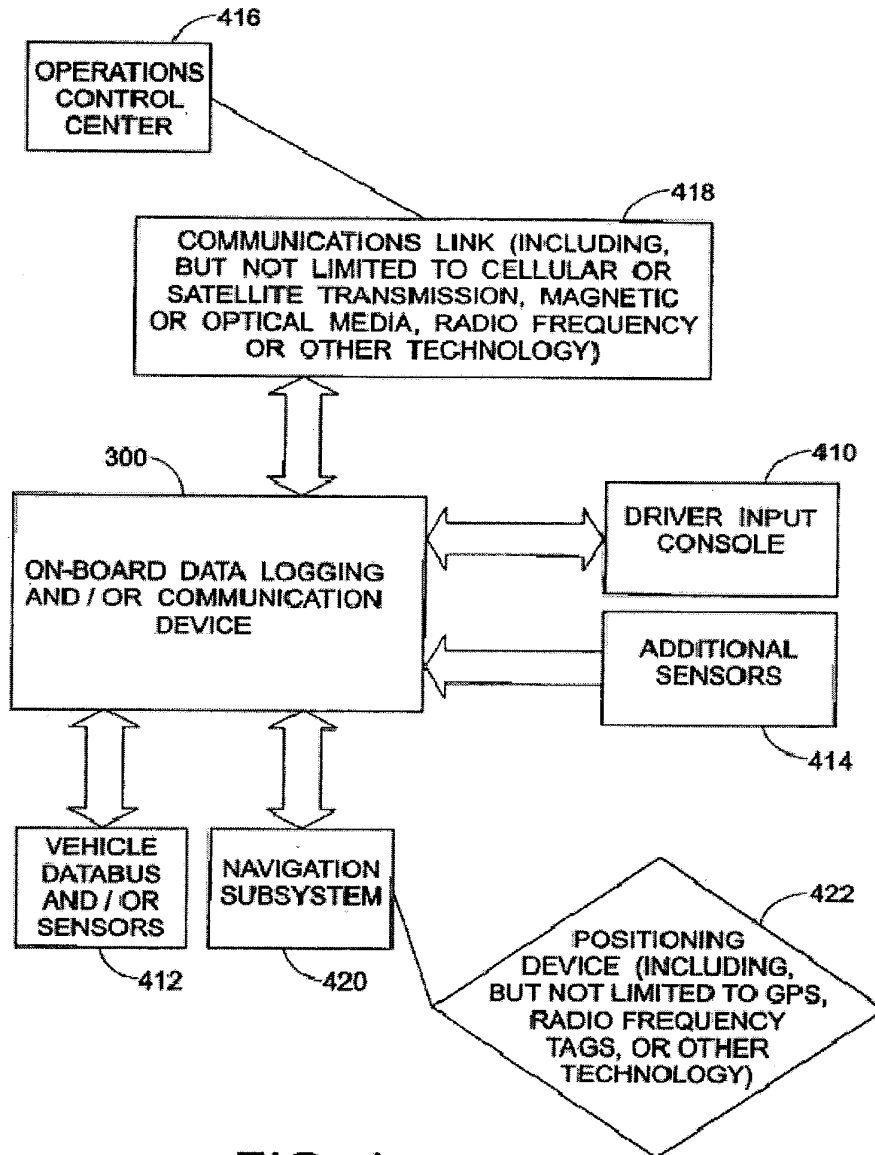 416
OPERATIONS
CONTROL
CENTER
418
COMMUNICATIONS LINK (INCLUDING,
BUT NOT LIMITED TO CELLULAR OR
SATELLITE TRANSMISSION, MAGNETIC
OR OPTICAL MEDIA, RADIO FREQUENCY
OR OTHER TECHNOLOGY)
300
410
ON-BOARD DATA LOGGING
AND / OR COMMUNICATION
DEVICE
DRIVER INPUT
CONSOLE
ADDITIONAL
SENSORS
414
VEHICLE
DATABUS
AND / OR
SENSORS
412
NAVIGATION
SUBSYSTEM
420
422
POSITIONING
DEVICE (INCLUDING,
BUT NOT LIMITED TO GPS,
RADIO FREQUENCY
TAGS, OR OTHER
TECHNOLOGY)